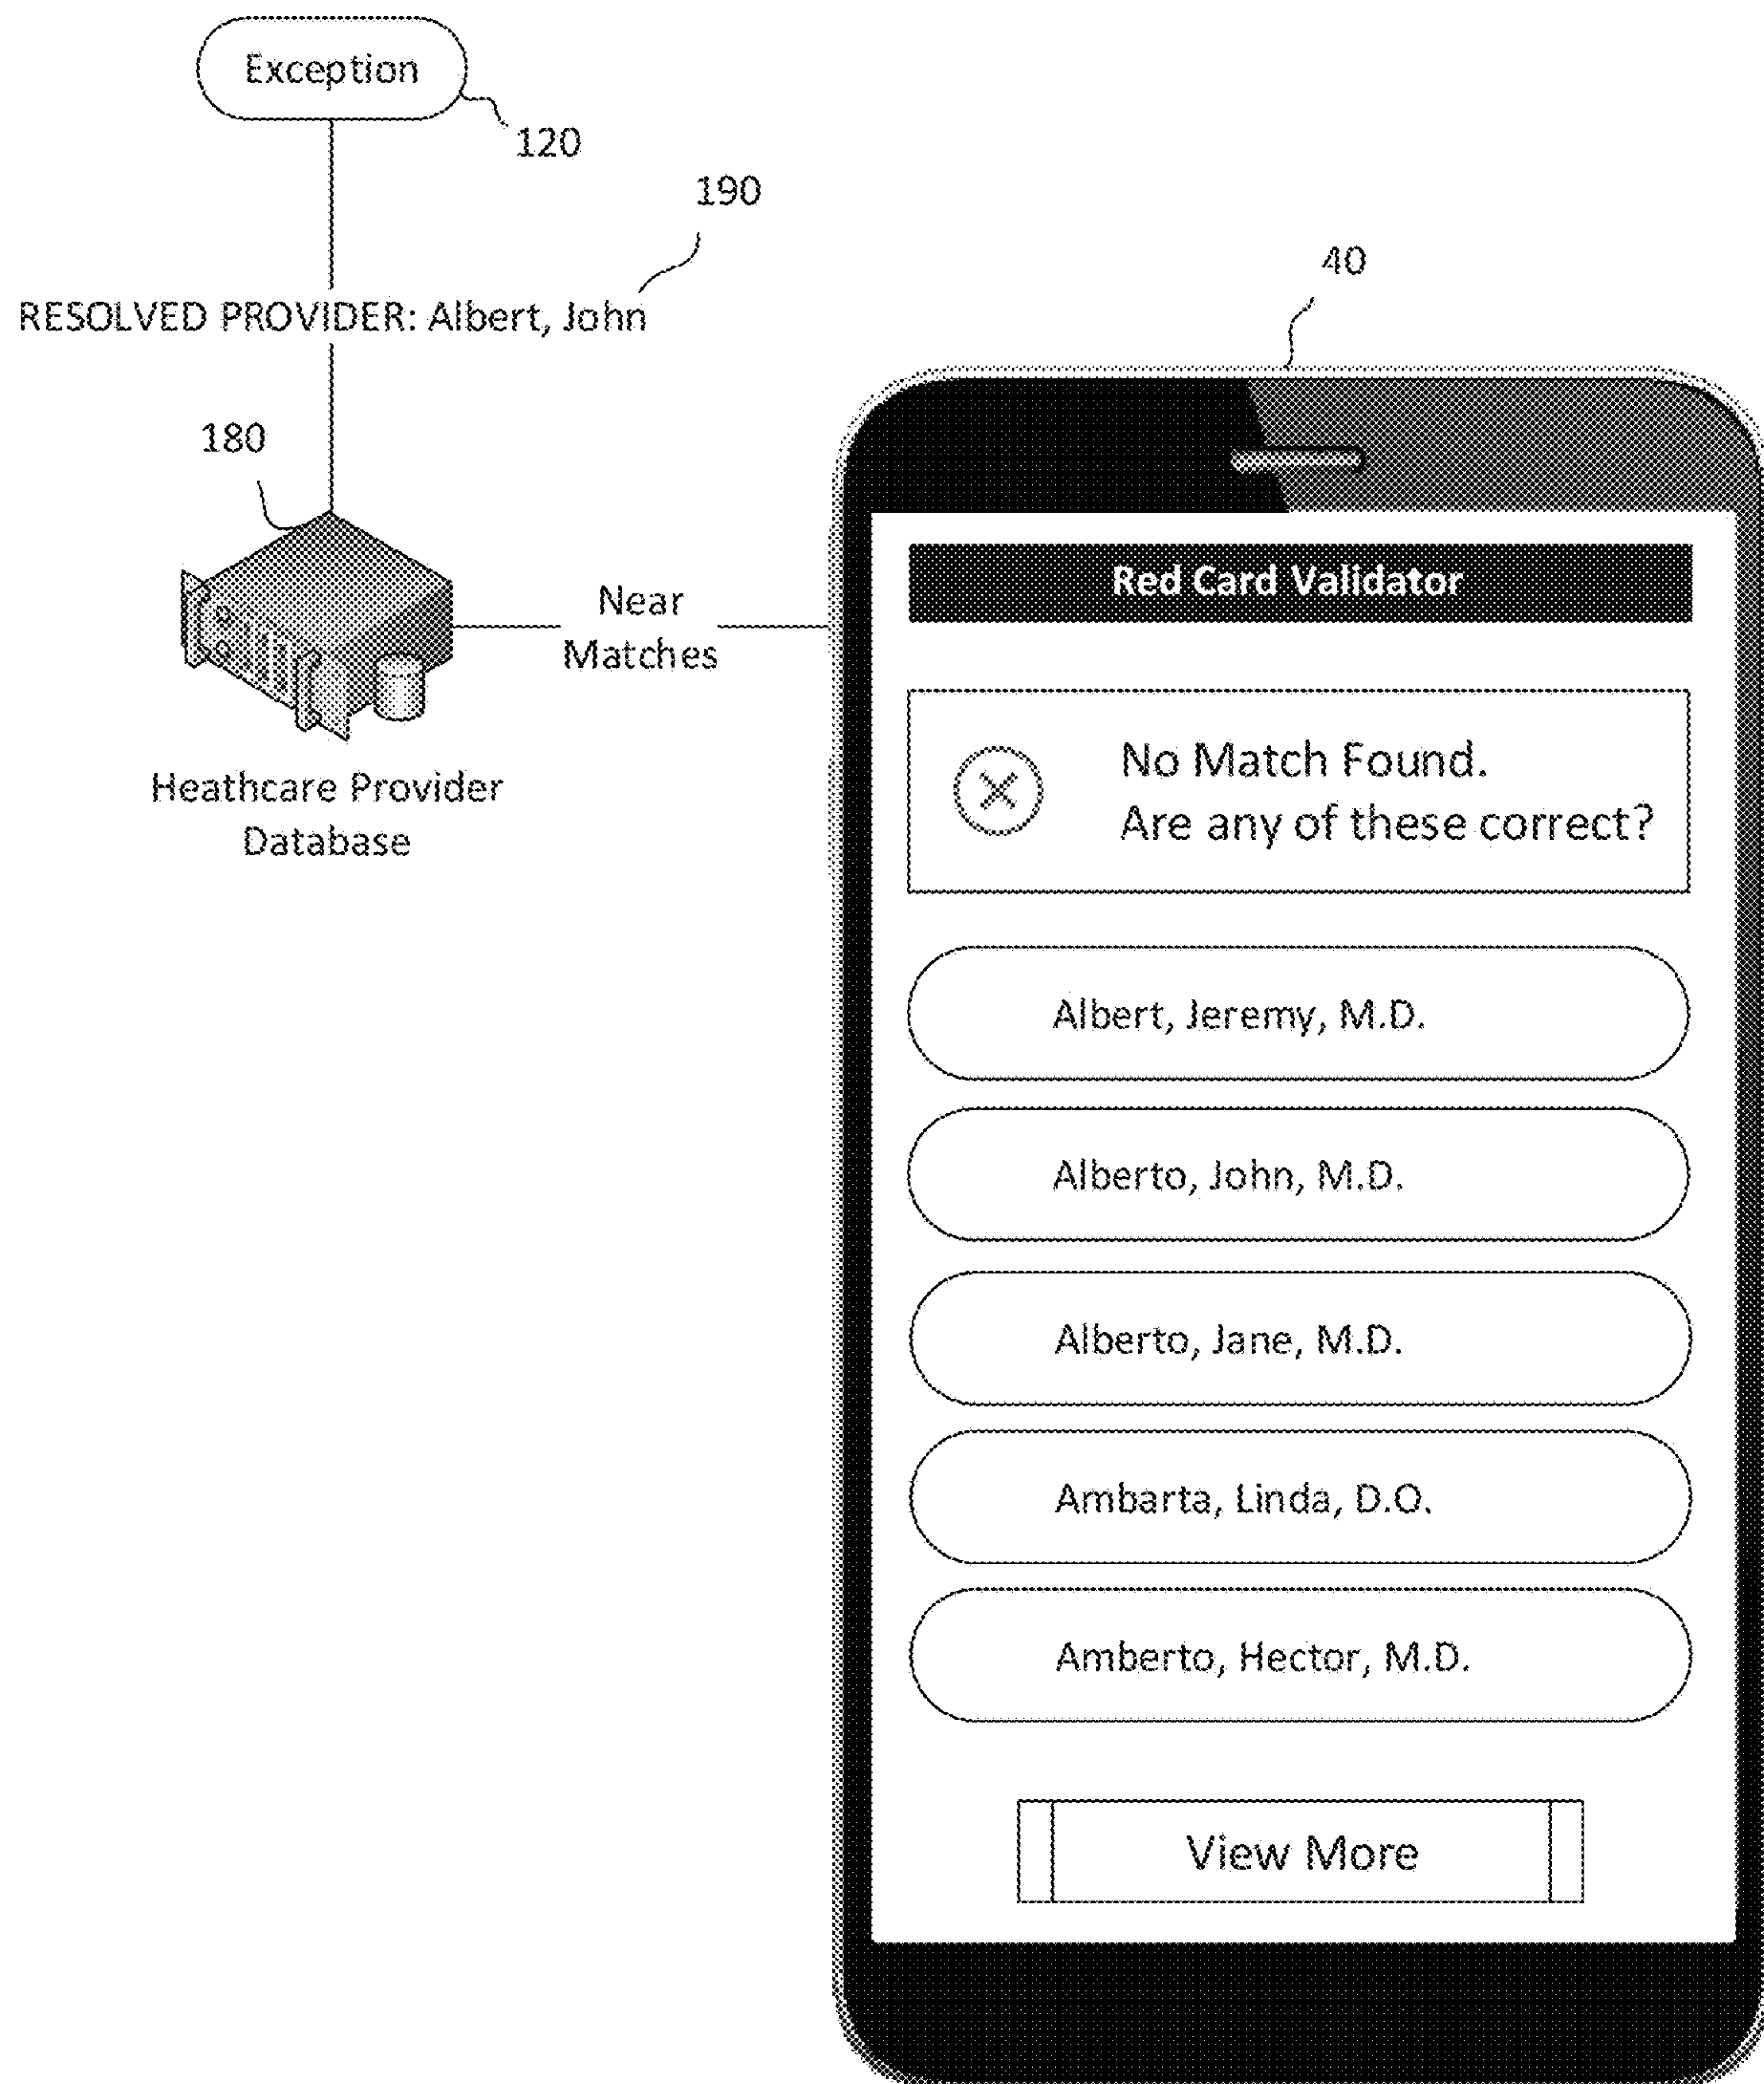 Exception
120
190
RESOLVED PROVIDER: Albert, John
40
180
Near
Matches
Heathcare Provider
Database
Red Card Validator
No Match Found.
Are any of these correct?
Albert, Jeremy, M.D.
Alberto, John, M.D.
Alberto, Jane, M.D.
Ambarta, Linda, D.O.
Amberto, Hector, M.D.
View More